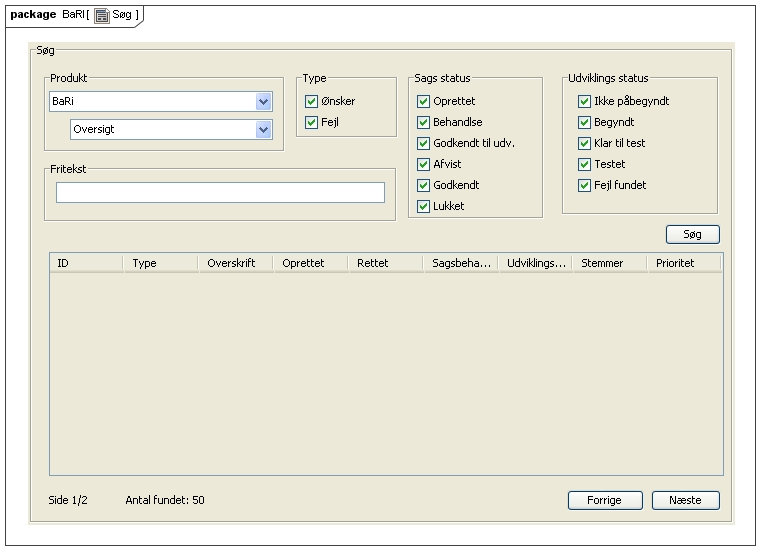 package BaRI[ Søg ]
Søg
Produkt
BaRi
Oversigt
Type
Ønsker
Fejl
Sags status
Oprettet
Behandlse
Godkendt til udv.
Afvist
Godkendt
Lukket
Udviklings status
Ikke påbegyndt
Begyndt
Klar til test
Testet
Fejl fundet
Fritekst
Søg
ID Type Overskrift Oprettet Rettet Sagsbeha... Udviklings... Stemmer Prioritet
Side 1/2 Antal fundet: 50 Forrige Næste